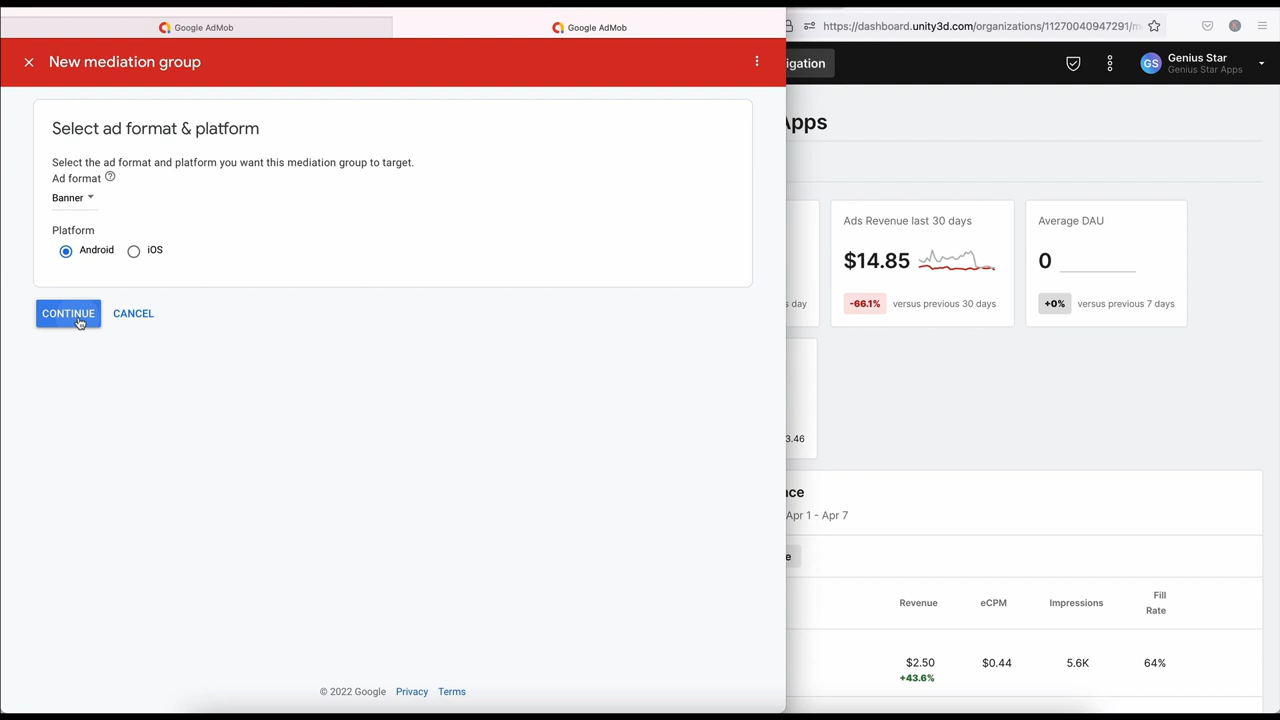 Google AdMob
Google AdMob
New mediation group
Select ad format & platform
Select the ad format and platform you want this mediation group to target.
Ad format
Banner
Platform
Android
iOS
CONTINUE
CANCEL
© 2022 Google
Privacy
Terms
https://dashboard.unity3d.com/organizations/11270040947291/m
igation
GS
Genius Star
Genius Star Apps
Apps
s day
Ads Revenue last 30 days
$14.85
-66.1%
versus previous 30 days
Average DAU
0
+0%
versus previous 7 days
3.46
nce
Apr 1 - Apr 7
e
Revenue
eCPM
Impressions
Fill
Rate
$2.50
$0.44
5.6K
64%
+43.6%